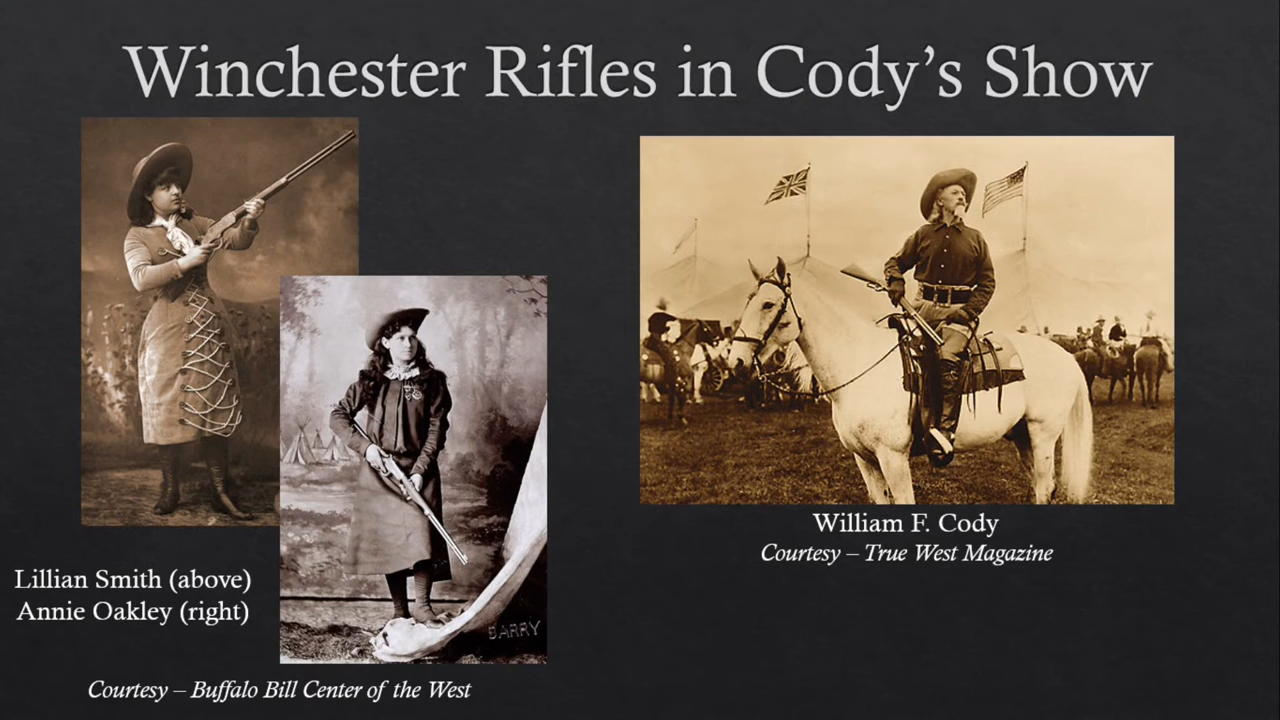 Winchester Rifles in Cody's Show
BARRY
William F. Cody
Courtesy – True West Magazine
Lillian Smith (above)
Annie Oakley (right)
Courtesy – Buffalo Bill Center of the West